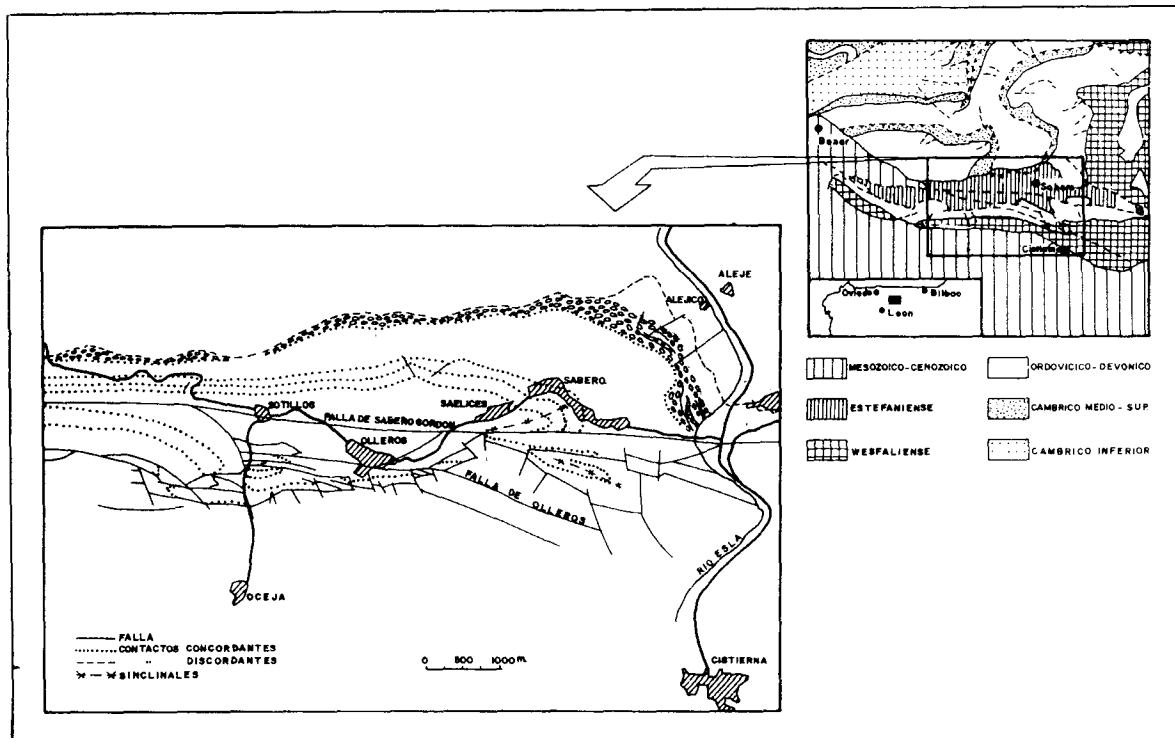 Sahero
Cistierna
Oviedo
Bilbao
Leon
MESOZOICO-CENOZOICO
ORDOVICICO-DEVONICO
ESTEFANIENSE
CAMBRICO MEDIO-SUP.
WESFALIENSE
CAMBRICO INFERIOR
ALEJE
ALEJICO
SABERO.
SAELICES
SOTILLOS
FALLA DE SABERO GORDON
OLLEROS
FALLA DE OLLEROS
RIO ESLA
OCEJA
FALLA
CONTACTOS CONCORDANTES
" DISCORDANTES
SINCLINALES
0 500 1000 m.
CISTIERNA